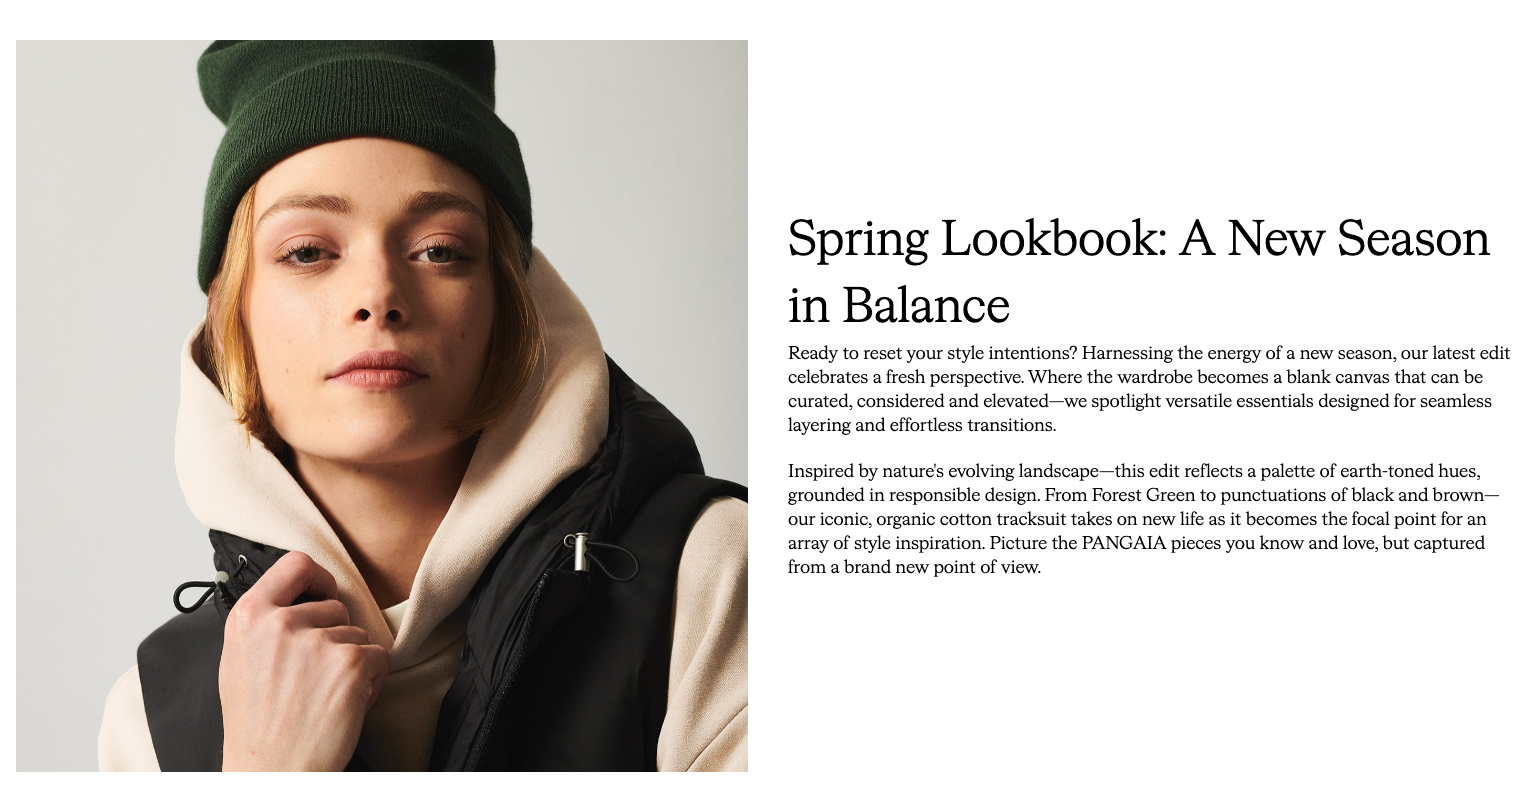 Spring Lookbook: A New Season
in Balance
Ready to reset your style intentions? Harnessing the energy of a new season, our latest edit
celebrates a fresh perspective. Where the wardrobe becomes a blank canvas that can be
curated, considered and elevated—we spotlight versatile essentials designed for seamless
layering and effortless transitions.
Inspired by nature's evolving landscape—this edit reflects a palette of earth-toned hues,
grounded in responsible design. From Forest Green to punctuations of black and brown—
our iconic, organic cotton tracksuit takes on new life as it becomes the focal point for an
array of style inspiration. Picture the PANGAIA pieces you know and love, but captured
from a brand new point of view.